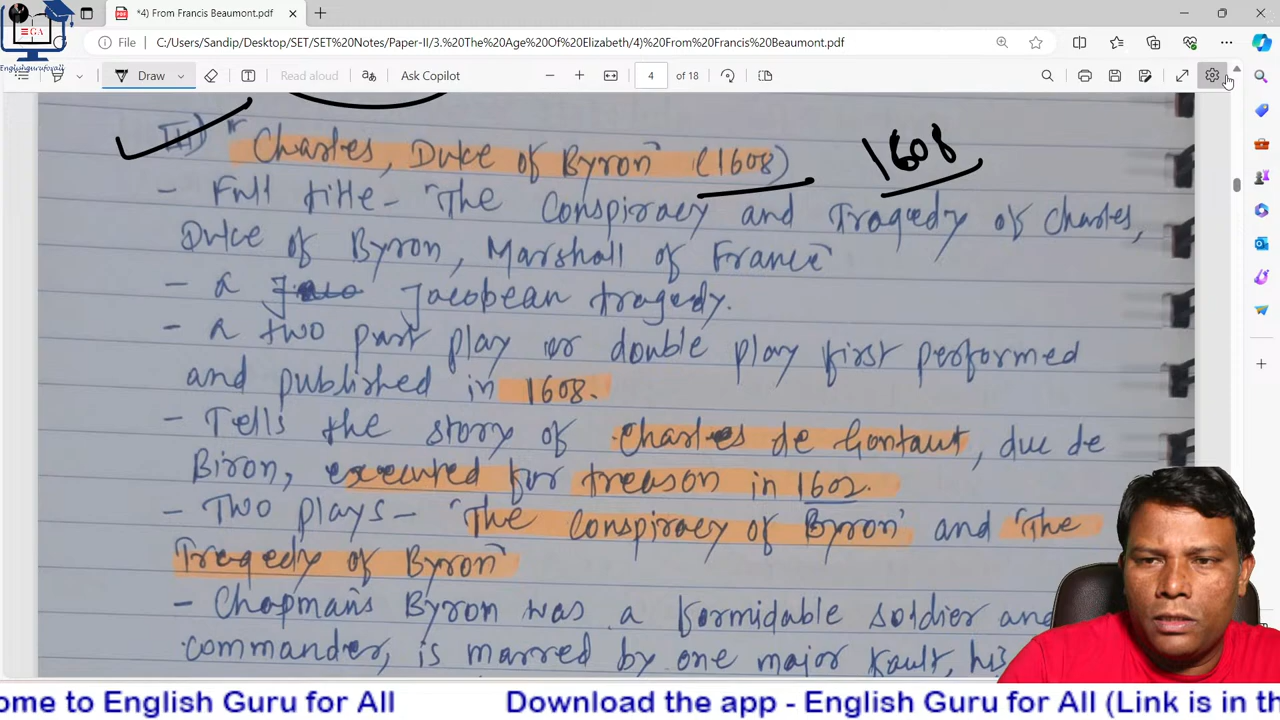 ≡GA
Englishguruforall
*4) From Francis Beaumont.pdf
File C:/Users/Sandip/Desktop/SET/SET%20Notes/Paper-II/3.%20The%20Age%20Of%20Elizabeth/4)%20From%20Francis%20Beaumont.pdf
Draw Read aloud Ask Copilot 4 of 18
III) "Charles, Duke of Byron" (1608) 1608
- Full title- "The Conspiracy and Tragedy of Charles,
Duke of Byron, Marshall of France"
- a Jacobean tragedy.
- a two part play or double play first performed
and published in 1608.
- Tells the story of Charles de Gontaut, duc de
Biron, executed for treason in 1602.
- Two plays- 'The Conspiracy of Byron' and 'The
Tragedy of Byron'
- Chapman's Byron was a formidable soldier and
commander, is marred by one major fault, his
ome to English Guru for All Download the app - English Guru for All (Link is in th